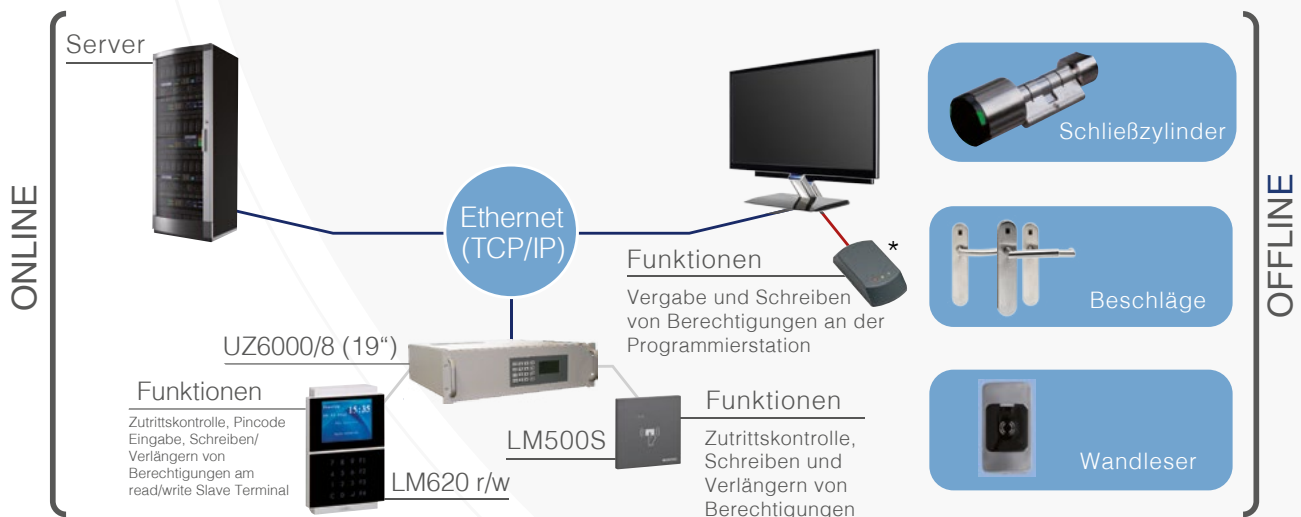 ONLINE
Server
Ethernet
(TCP/IP)
*
Funktionen
Vergabe und Schreiben
von Berechtigungen an der
Programmierstation
UZ6000/8 (19“)
Funktionen
Zutrittskontrolle, Pincode
Eingabe, Schreiben/
Verlängern von
Berechtigungen am
read/write Slave Terminal
15:35
LM620 r/w
LM500S
Funktionen
Zutrittskontrolle,
Schreiben und
Verlängern von
Berechtigungen
Schließzylinder
Beschläge
Wandleser
OFFLINE